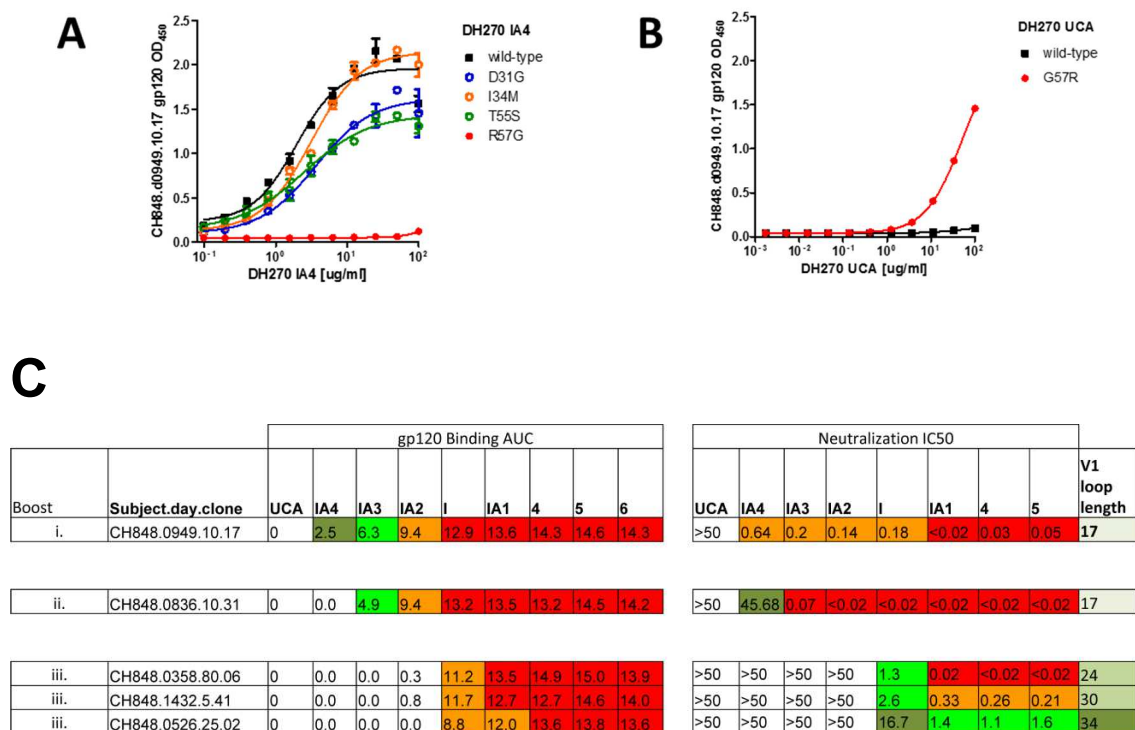 A
CH848.d0949.10.17 gp120 OD450
2.5
2.0
1.5
1.0
0.5
0.0
10-1 100 101 102
DH270 IA4 [ug/ml]
DH270 IA4
wild-type
D31G
I34M
T55S
R57G
B
CH848.d0949.10.17 gp120 OD450
2.5
2.0
1.5
1.0
0.5
0.0
10-3 10-2 10-1 100 101 102
DH270 UCA [ug/ml]
DH270 UCA
wild-type
G57R
C
gp120 Binding AUC Neutralization IC50
Boost Subject.day.clone UCA IA4 IA3 IA2 I IA1 4 5 6 UCA IA4 IA3 IA2 I IA1 4 5 V1 loop length
i. CH848.0949.10.17 0 2.5 6.3 9.4 12.9 13.6 14.3 14.6 14.3 >50 0.64 0.2 0.14 0.18 <0.02 0.03 0.05 17
ii. CH848.0836.10.31 0 0.0 4.9 9.4 13.2 13.5 13.2 14.5 14.2 >50 45.68 0.07 <0.02 <0.02 <0.02 <0.02 <0.02 17
iii. CH848.0358.80.06 0 0.0 0.0 0.3 11.2 13.5 14.9 15.0 13.9 >50 >50 >50 >50 1.3 0.02 <0.02 <0.02 24
iii. CH848.1432.5.41 0 0.0 0.0 0.8 11.7 12.7 12.7 14.6 14.0 >50 >50 >50 >50 2.6 0.33 0.26 0.21 30
iii. CH848.0526.25.02 0 0.0 0.0 0.0 8.8 12.0 13.6 13.8 13.6 >50 >50 >50 >50 16.7 1.4 1.1 1.6 34